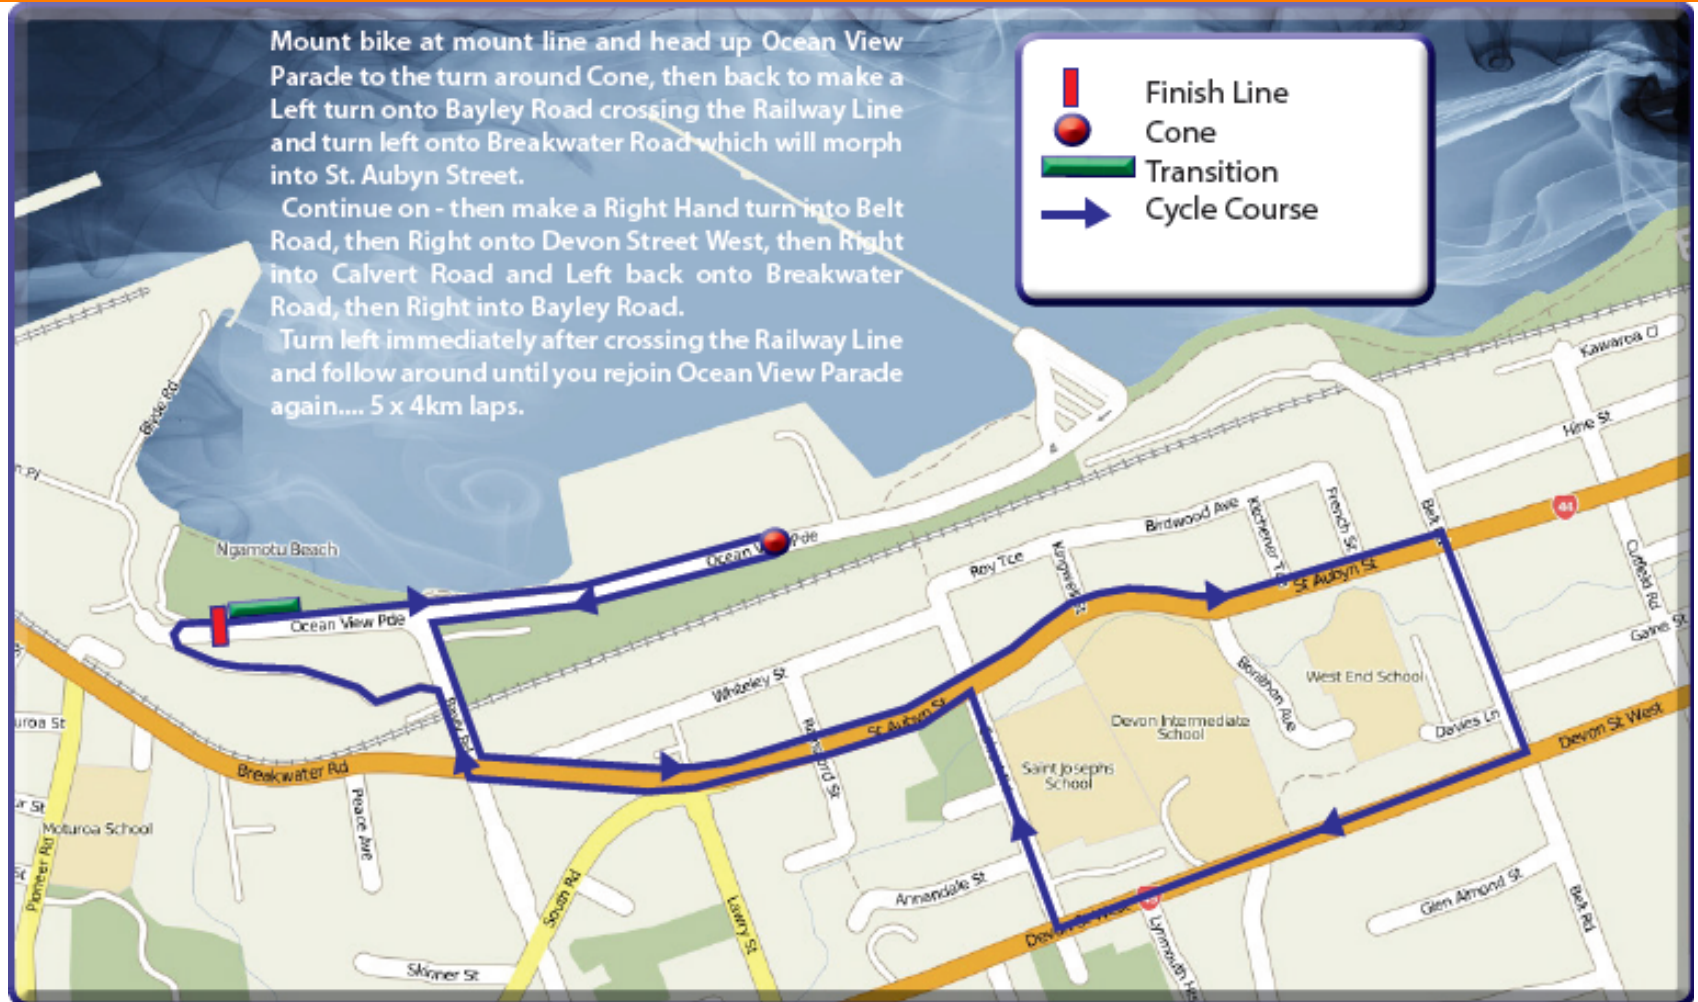 Mount bike at mount line and head up Ocean View
Parade to the turn around Cone, then back to make a
Left turn onto Bayley Road crossing the Railway Line
and turn left onto Breakwater Road which will morph
into St. Aubyn Street.
Continue on - then make a Right Hand turn into Belt
Road, then Right onto Devon Street West, then Right
into Calvert Road and Left back onto Breakwater
Road, then Right into Bayley Road.
Turn left immediately after crossing the Railway Line
and follow around until you rejoin Ocean View Parade
again.... 5 x 4km laps.
Finish Line
Cone
Transition
Cycle Course
Kawaroa Cl
Blyde Rd
Hine St
Birdwood Ave
French St
Belt
44
Ngamotu Beach
Ocean
Pde
Roy Tce
St Aubyn St
Cutfield Rd
Ocean View Pde
Whiteley St
Bonithon Ave
West End School
Devon Intermediate
School
Davies Ln
Devon St West
St Aubyn St
Saint Josephs
School
Breakwater Rd
Peace Ave
Moturoa School
Pioneer Rd
South Rd
Lawry St
Annandale St
Glen Almond St
Belt Rd
Skinner St